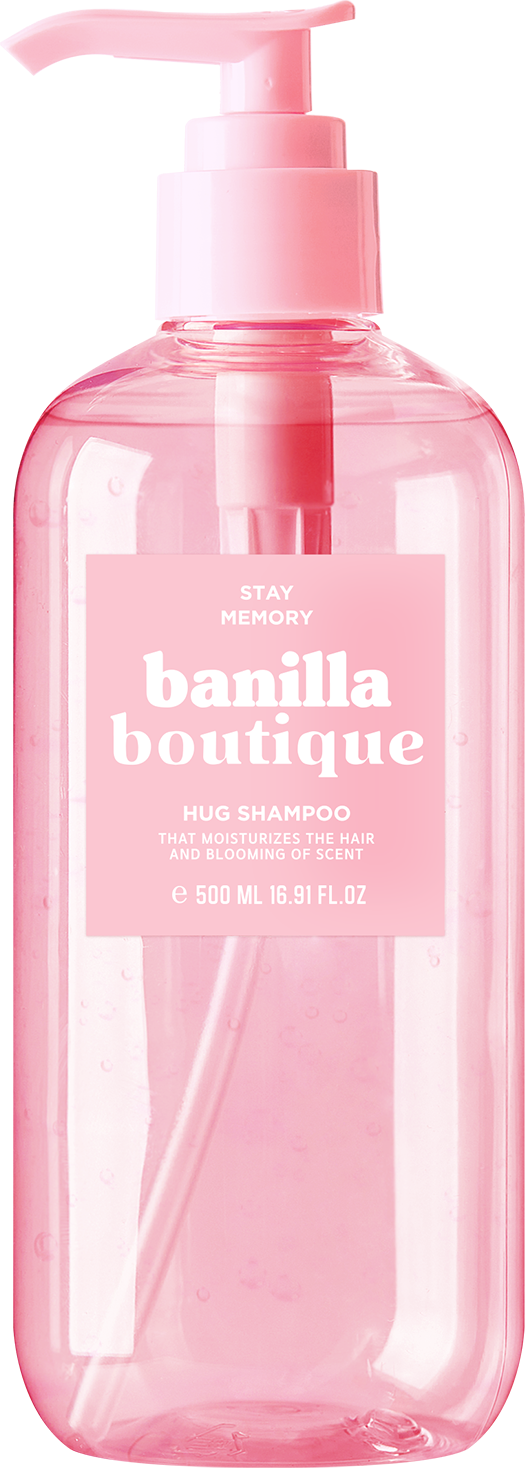 STAY
MEMORY
banilla
boutique
HUG SHAMPOO
THAT MOISTURIZES THE HAIR
AND BLOOMING OF SCENT
℮ 500 ML 16.91 FL.OZ